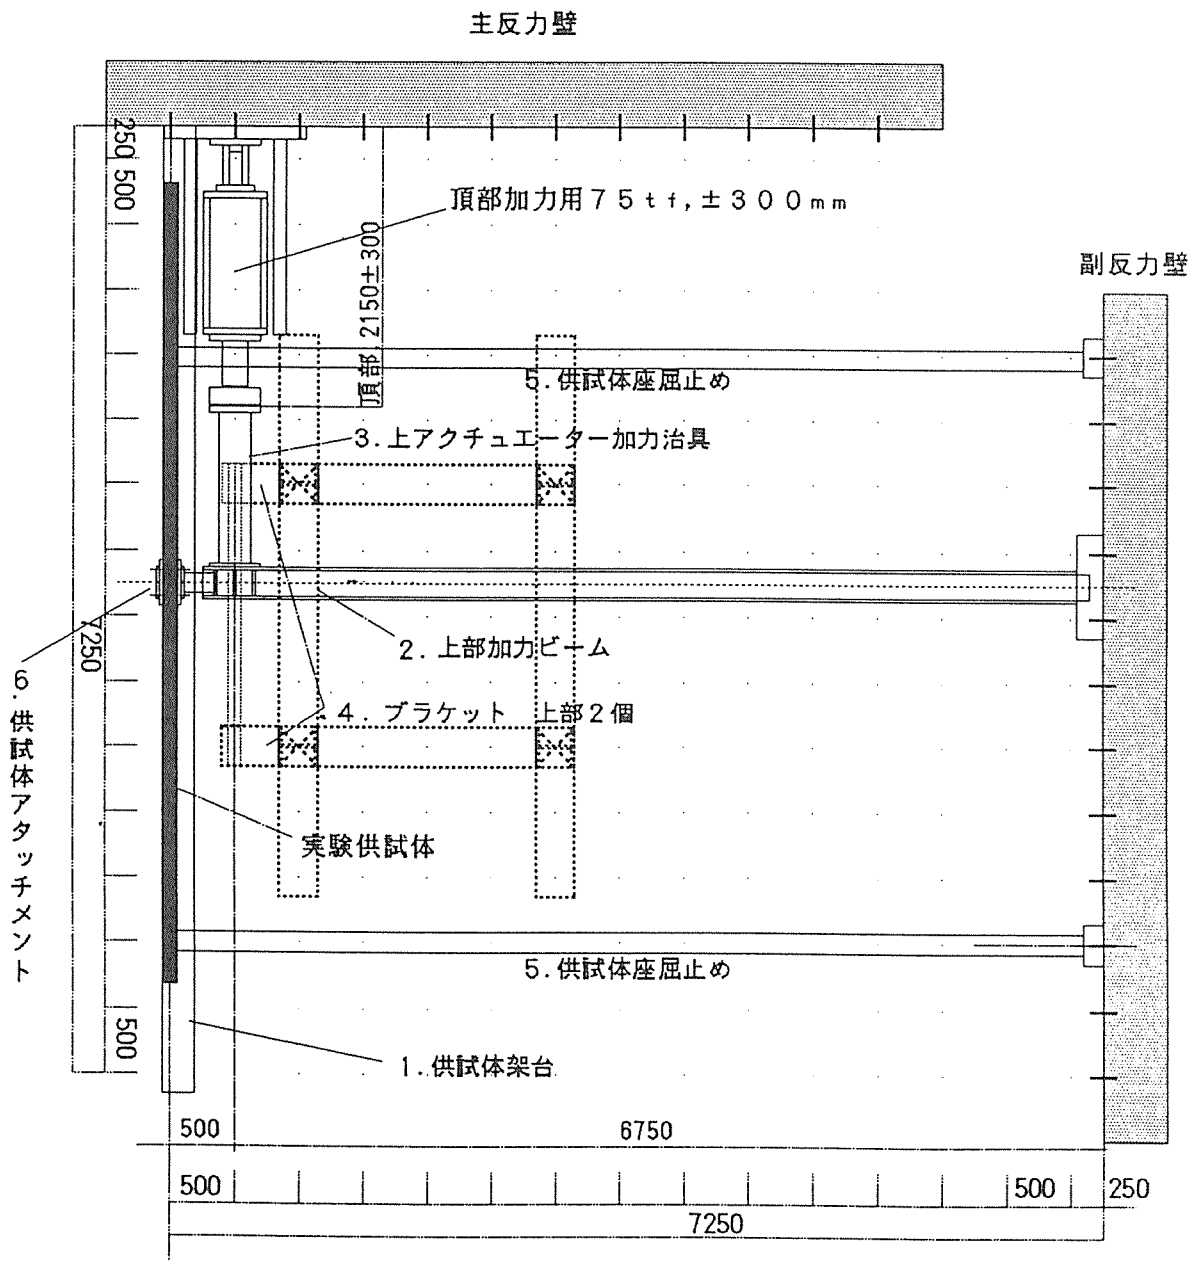 主反力壁
250
500
頂部加力用75tf,±300mm
頂部,2150±300
副反力壁
5.供試体座屈止め
3.上アクチュエーター加力治具
7250
2.上部加力ビーム
6.供試体アタッチメント
4.ブラケット 上部2個
実験供試体
5.供試体座屈止め
500
1.供試体架台
500
6750
500
500
250
7250